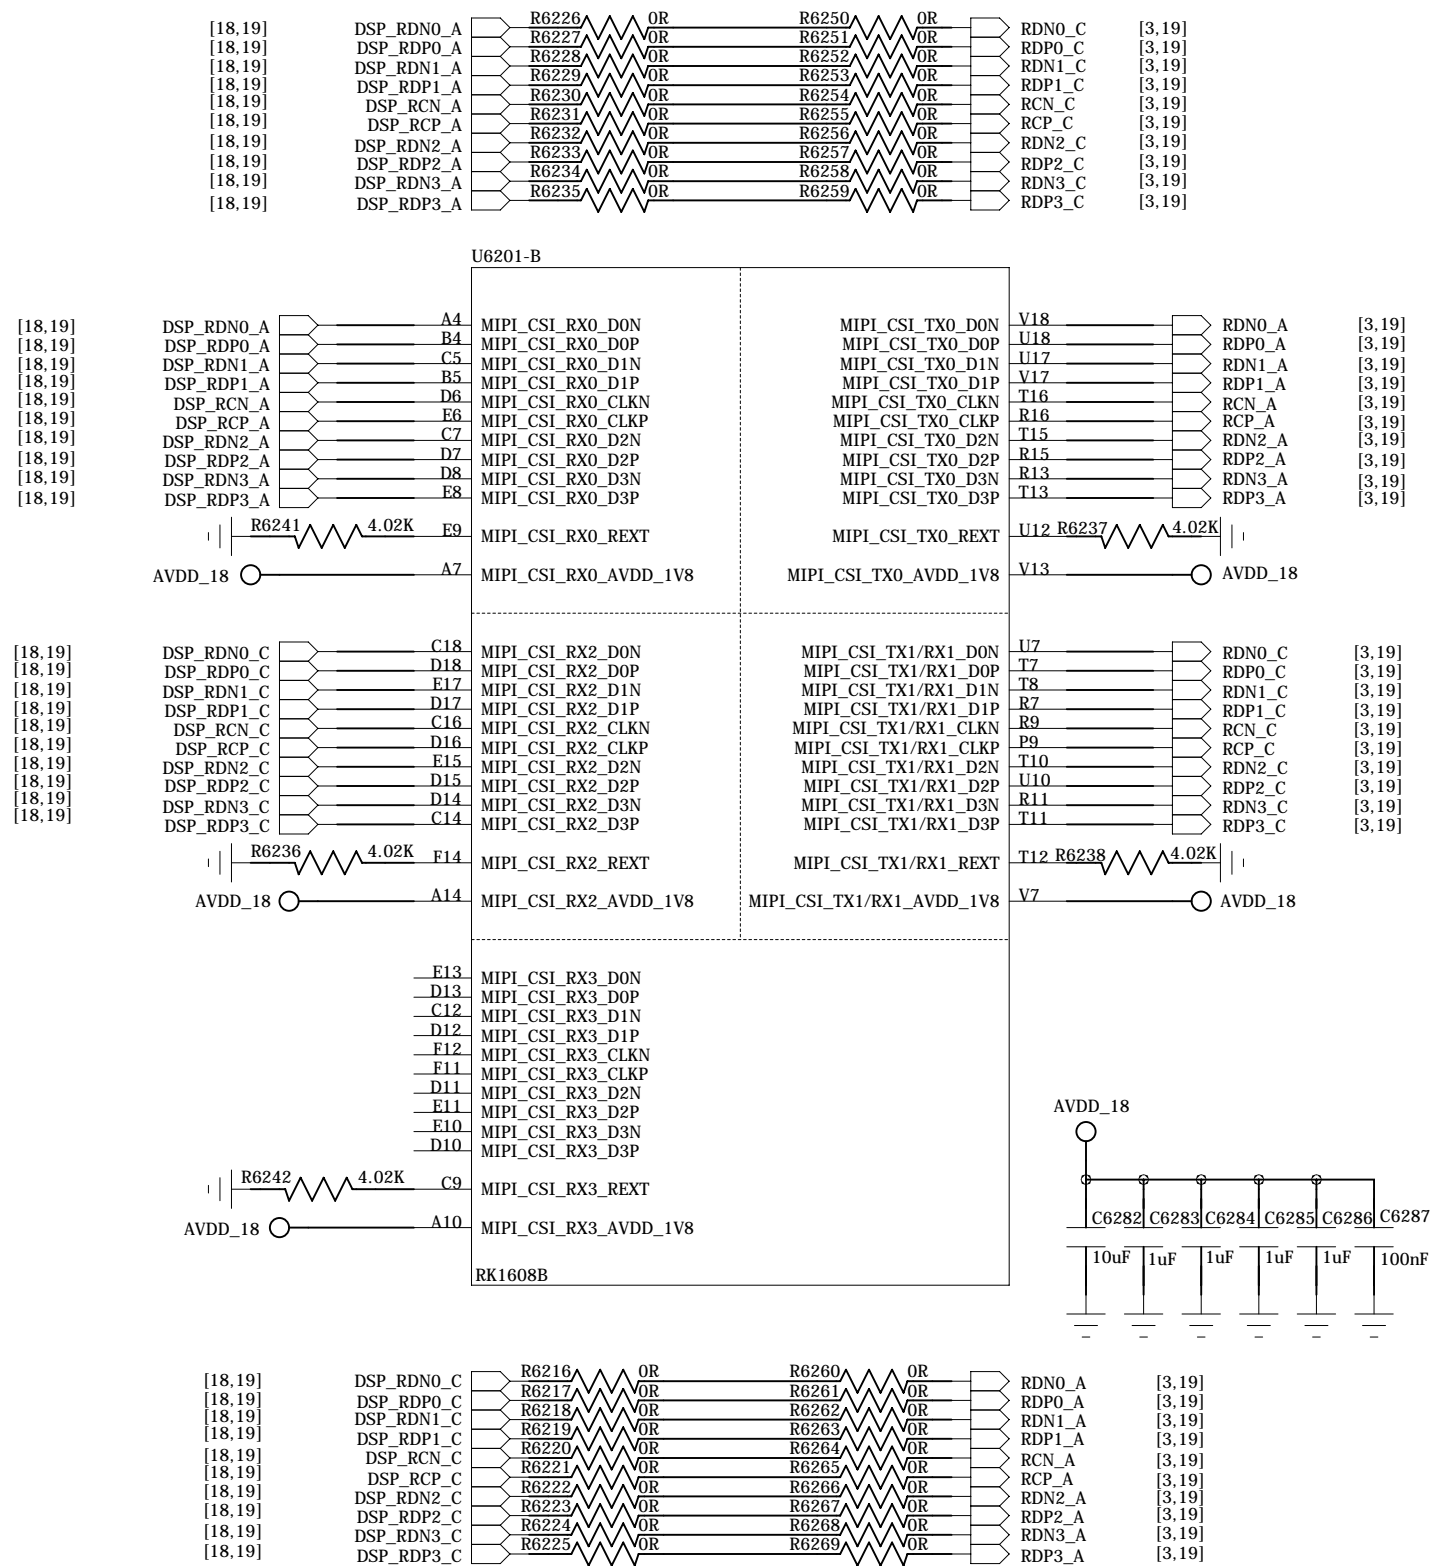 [18,19] DSP_RDN0_A R6226 0R R6250 0R RDN0_C [3,19]
[18,19] DSP_RDP0_A R6227 0R R6251 0R RDP0_C [3,19]
[18,19] DSP_RDN1_A R6228 0R R6252 0R RDN1_C [3,19]
[18,19] DSP_RDP1_A R6229 0R R6253 0R RDP1_C [3,19]
[18,19] DSP_RCN_A R6230 0R R6254 0R RCN_C [3,19]
[18,19] DSP_RCP_A R6231 0R R6255 0R RCP_C [3,19]
[18,19] DSP_RDN2_A R6232 0R R6256 0R RDN2_C [3,19]
[18,19] DSP_RDP2_A R6233 0R R6257 0R RDP2_C [3,19]
[18,19] DSP_RDN3_A R6234 0R R6258 0R RDN3_C [3,19]
[18,19] DSP_RDP3_A R6235 0R R6259 0R RDP3_C [3,19]
U6201-B
[18,19] DSP_RDN0_A A4 MIPI_CSI_RX0_D0N MIPI_CSI_TX0_D0N V18 RDN0_A [3,19]
[18,19] DSP_RDP0_A B4 MIPI_CSI_RX0_D0P MIPI_CSI_TX0_D0P U18 RDP0_A [3,19]
[18,19] DSP_RDN1_A C5 MIPI_CSI_RX0_D1N MIPI_CSI_TX0_D1N U17 RDN1_A [3,19]
[18,19] DSP_RDP1_A B5 MIPI_CSI_RX0_D1P MIPI_CSI_TX0_D1P V17 RDP1_A [3,19]
[18,19] DSP_RCN_A D6 MIPI_CSI_RX0_CLKN MIPI_CSI_TX0_CLKN T16 RCN_A [3,19]
[18,19] DSP_RCP_A E6 MIPI_CSI_RX0_CLKP MIPI_CSI_TX0_CLKP R16 RCP_A [3,19]
[18,19] DSP_RDN2_A C7 MIPI_CSI_RX0_D2N MIPI_CSI_TX0_D2N T15 RDN2_A [3,19]
[18,19] DSP_RDP2_A D7 MIPI_CSI_RX0_D2P MIPI_CSI_TX0_D2P R15 RDP2_A [3,19]
[18,19] DSP_RDN3_A D8 MIPI_CSI_RX0_D3N MIPI_CSI_TX0_D3N R13 RDN3_A [3,19]
[18,19] DSP_RDP3_A E8 MIPI_CSI_RX0_D3P MIPI_CSI_TX0_D3P T13 RDP3_A [3,19]
R6241 4.02K E9 MIPI_CSI_RX0_REXT MIPI_CSI_TX0_REXT U12 R6237 4.02K
AVDD_18 A7 MIPI_CSI_RX0_AVDD_1V8 MIPI_CSI_TX0_AVDD_1V8 V13 AVDD_18
[18,19] DSP_RDN0_C C18 MIPI_CSI_RX2_D0N MIPI_CSI_TX1/RX1_D0N U7 RDN0_C [3,19]
[18,19] DSP_RDP0_C D18 MIPI_CSI_RX2_D0P MIPI_CSI_TX1/RX1_D0P T7 RDP0_C [3,19]
[18,19] DSP_RDN1_C E17 MIPI_CSI_RX2_D1N MIPI_CSI_TX1/RX1_D1N T8 RDN1_C [3,19]
[18,19] DSP_RDP1_C D17 MIPI_CSI_RX2_D1P MIPI_CSI_TX1/RX1_D1P R7 RDP1_C [3,19]
[18,19] DSP_RCN_C C16 MIPI_CSI_RX2_CLKN MIPI_CSI_TX1/RX1_CLKN R9 RCN_C [3,19]
[18,19] DSP_RCP_C D16 MIPI_CSI_RX2_CLKP MIPI_CSI_TX1/RX1_CLKP P9 RCP_C [3,19]
[18,19] DSP_RDN2_C E15 MIPI_CSI_RX2_D2N MIPI_CSI_TX1/RX1_D2N T10 RDN2_C [3,19]
[18,19] DSP_RDP2_C D15 MIPI_CSI_RX2_D2P MIPI_CSI_TX1/RX1_D2P U10 RDP2_C [3,19]
[18,19] DSP_RDN3_C D14 MIPI_CSI_RX2_D3N MIPI_CSI_TX1/RX1_D3N R11 RDN3_C [3,19]
[18,19] DSP_RDP3_C C14 MIPI_CSI_RX2_D3P MIPI_CSI_TX1/RX1_D3P T11 RDP3_C [3,19]
R6236 4.02K F14 MIPI_CSI_RX2_REXT MIPI_CSI_TX1/RX1_REXT T12 R6238 4.02K
AVDD_18 A14 MIPI_CSI_RX2_AVDD_1V8 MIPI_CSI_TX1/RX1_AVDD_1V8 V7 AVDD_18
E13 MIPI_CSI_RX3_D0N
D13 MIPI_CSI_RX3_D0P
C12 MIPI_CSI_RX3_D1N
D12 MIPI_CSI_RX3_D1P
F12 MIPI_CSI_RX3_CLKN
F11 MIPI_CSI_RX3_CLKP
D11 MIPI_CSI_RX3_D2N
E11 MIPI_CSI_RX3_D2P
E10 MIPI_CSI_RX3_D3N
D10 MIPI_CSI_RX3_D3P
R6242 4.02K C9 MIPI_CSI_RX3_REXT
AVDD_18 A10 MIPI_CSI_RX3_AVDD_1V8
RK1608B
AVDD_18
C6282 C6283 C6284 C6285 C6286 C6287
10uF 1uF 1uF 1uF 1uF 100nF
[18,19] DSP_RDN0_C R6216 0R R6260 0R RDN0_A [3,19]
[18,19] DSP_RDP0_C R6217 0R R6261 0R RDP0_A [3,19]
[18,19] DSP_RDN1_C R6218 0R R6262 0R RDN1_A [3,19]
[18,19] DSP_RDP1_C R6219 0R R6263 0R RDP1_A [3,19]
[18,19] DSP_RCN_C R6220 0R R6264 0R RCN_A [3,19]
[18,19] DSP_RCP_C R6221 0R R6265 0R RCP_A [3,19]
[18,19] DSP_RDN2_C R6222 0R R6266 0R RDN2_A [3,19]
[18,19] DSP_RDP2_C R6223 0R R6267 0R RDP2_A [3,19]
[18,19] DSP_RDN3_C R6224 0R R6268 0R RDN3_A [3,19]
[18,19] DSP_RDP3_C R6225 0R R6269 0R RDP3_A [3,19]